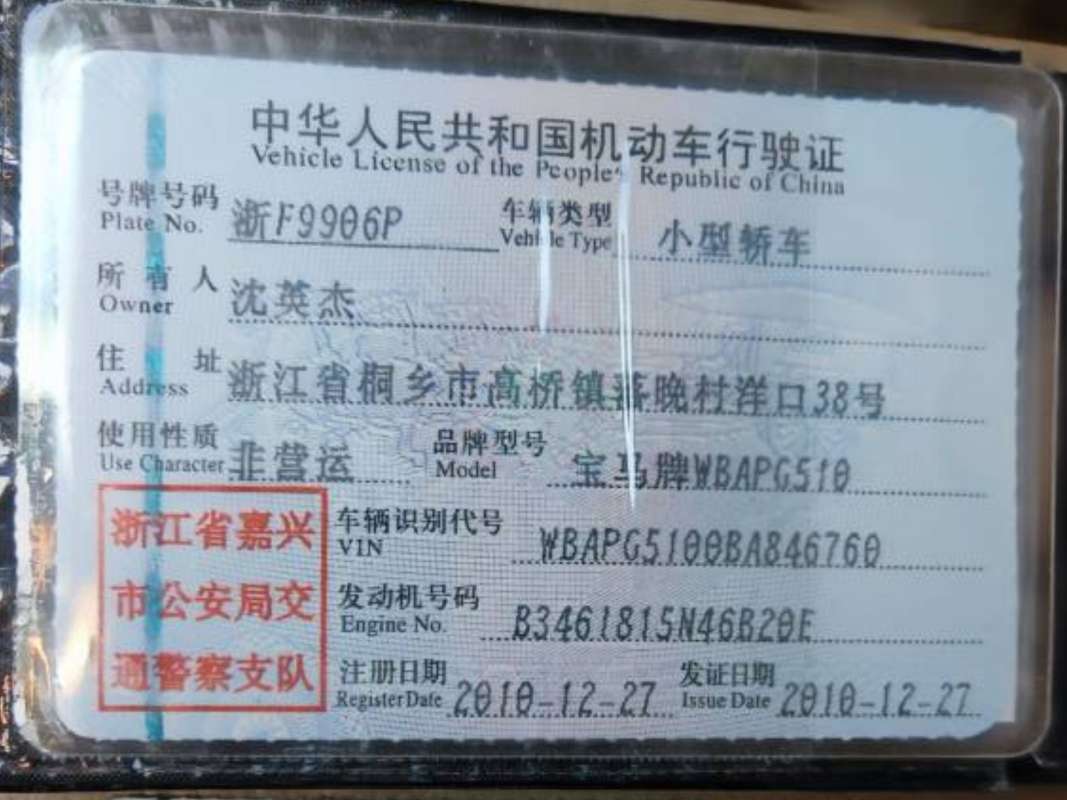 中华人民共和国机动车行驶证
Vehicle License of the People's Republic of China
号牌号码 浙F9906P 车辆类型 小型轿车
Plate No. Vehicle Type
所有人 沈英杰
Owner
住址 浙江省桐乡市高桥镇落晚村洋口38号
Address
使用性质 非营运 品牌型号 宝马牌WBAPG510
Use Character Model
浙江省嘉兴
市公安局交
通警察支队
车辆识别代号 WBAPG5100BA846760
VIN
发动机号码 B3461815N46B20E
Engine No.
注册日期 2010-12-27 发证日期 2010-12-27
Register Date Issue Date